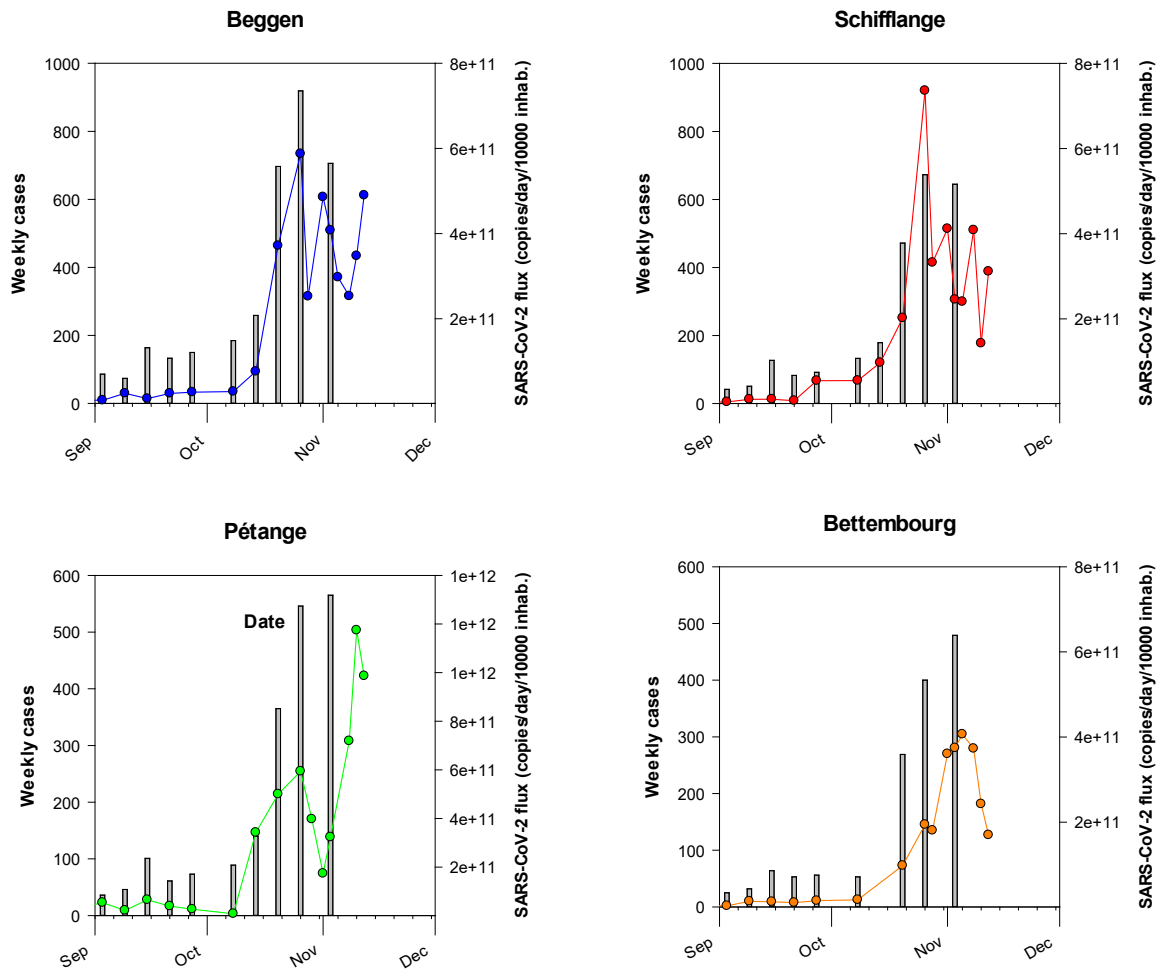 Beggen
1000
800
600
400
200
0
Weekly cases
8e+11
6e+11
4e+11
2e+11
SARS-CoV-2 flux (copies/day/10000 inhab.)
Sep
Oct
Nov
Dec
Schifflange
1000
800
600
400
200
0
Weekly cases
8e+11
6e+11
4e+11
2e+11
SARS-CoV-2 flux (copies/day/10000 inhab.)
Sep
Oct
Nov
Dec
Pétange
600
500
400
300
200
100
0
Weekly cases
Date
1e+12
1e+12
1e+12
8e+11
6e+11
4e+11
2e+11
SARS-CoV-2 flux (copies/day/10000 inhab.)
Sep
Oct
Nov
Dec
Bettembourg
600
500
400
300
200
100
0
Weekly cases
8e+11
6e+11
4e+11
2e+11
SARS-CoV-2 flux (copies/day/10000 inhab.)
Sep
Oct
Nov
Dec